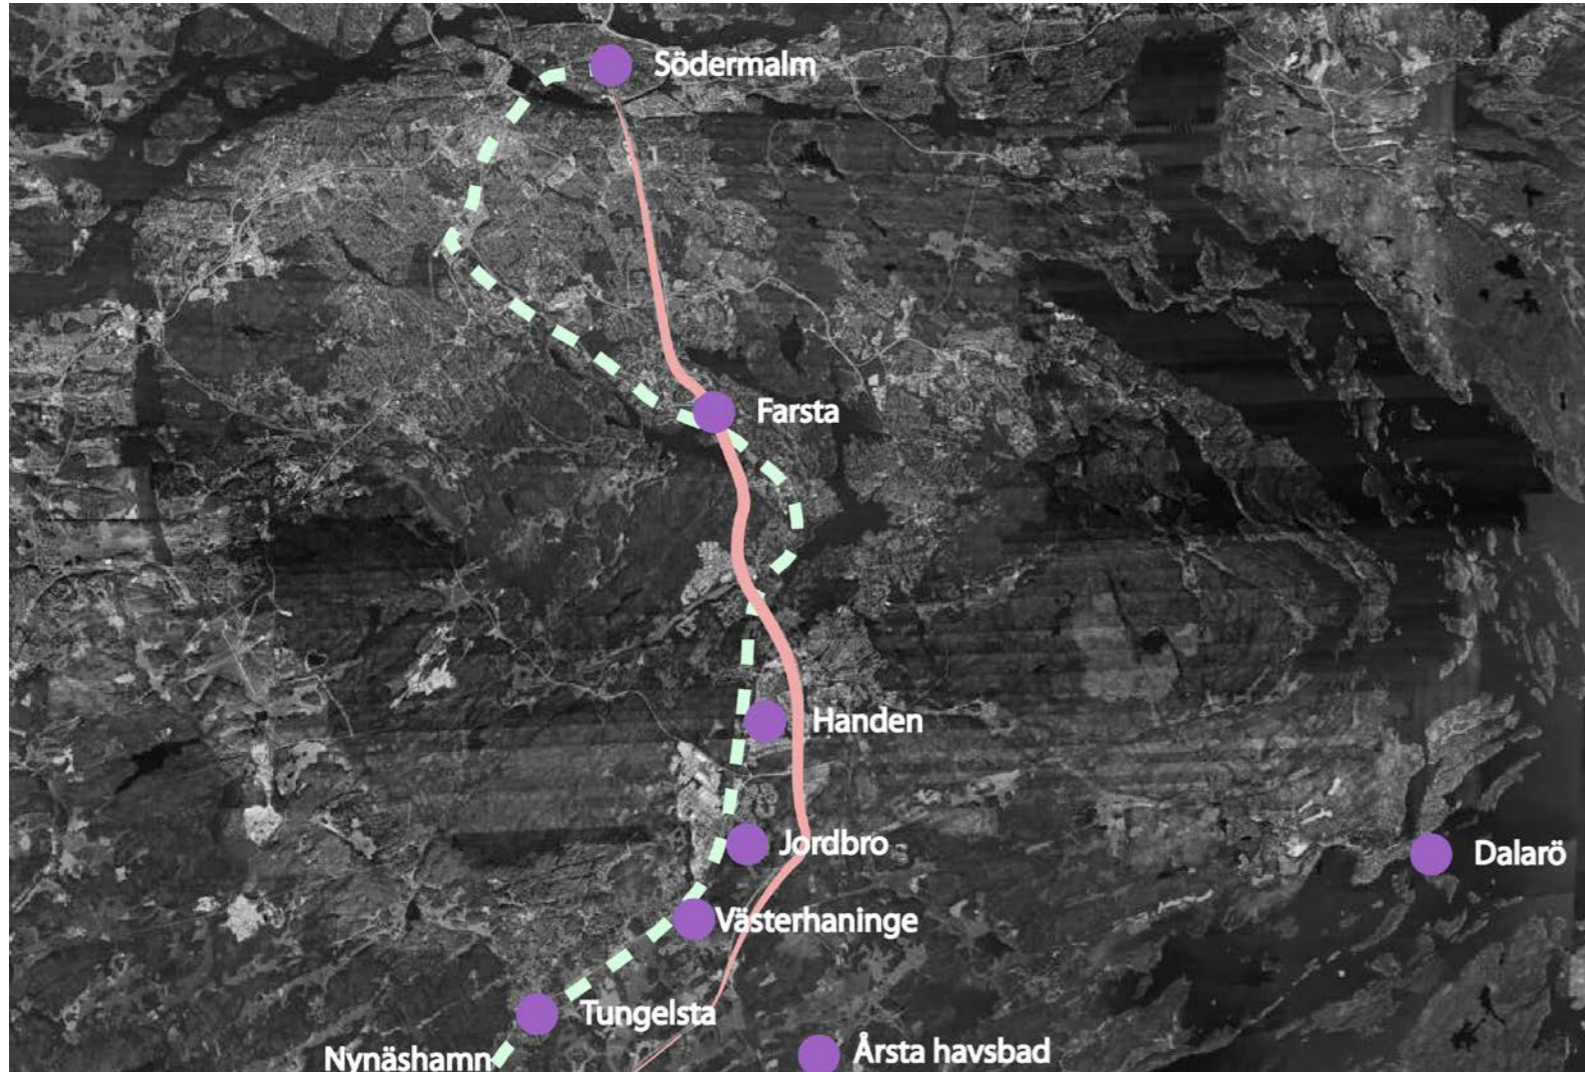 Södermalm
Farsta
Handen
Jordbro
Dalarö
Västerhaninge
Tungelsta
Årsta havsbad
Nynäshamn